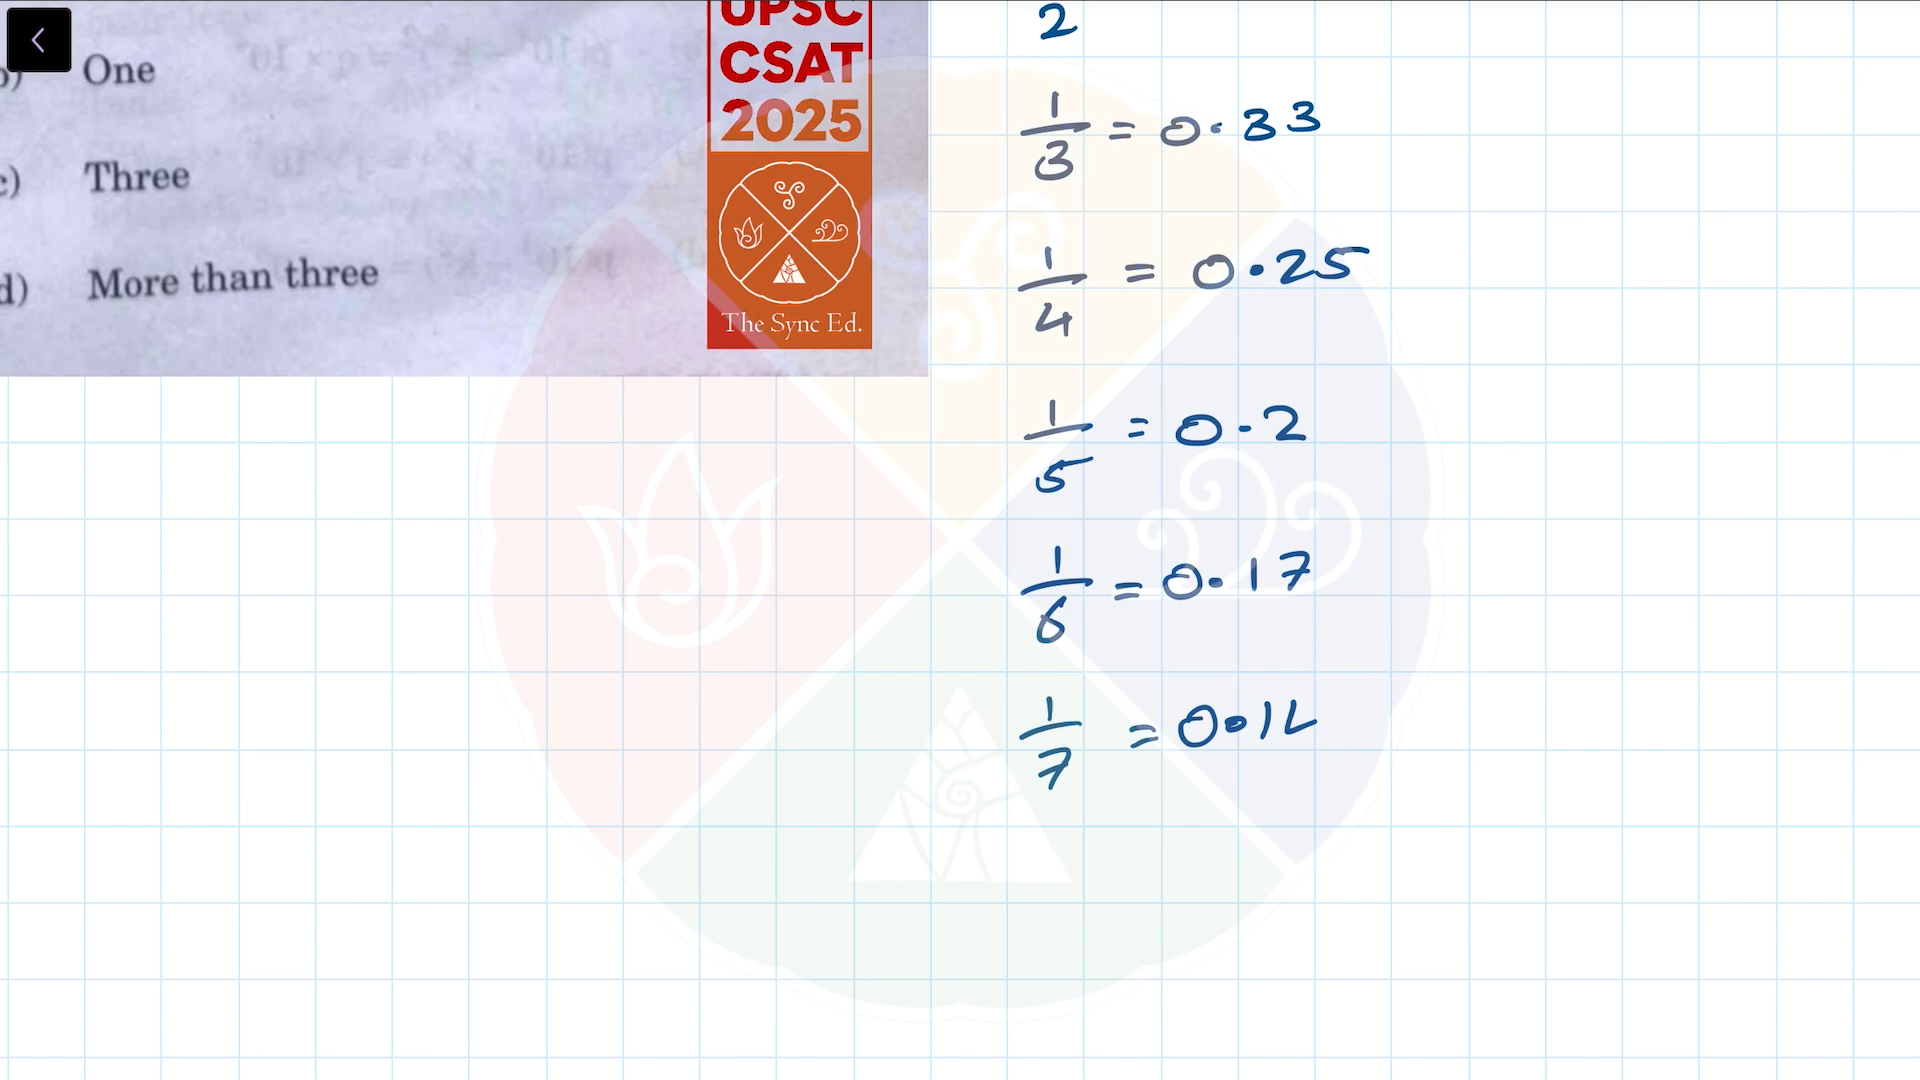 b) One
c) Three
d) More than three
UPSC
CSAT
2025
The Sync Ed.
2
1/3 = 0.33
1/4 = 0.25
1/5 = 0.2
1/6 = 0.17
1/7 = 0.1